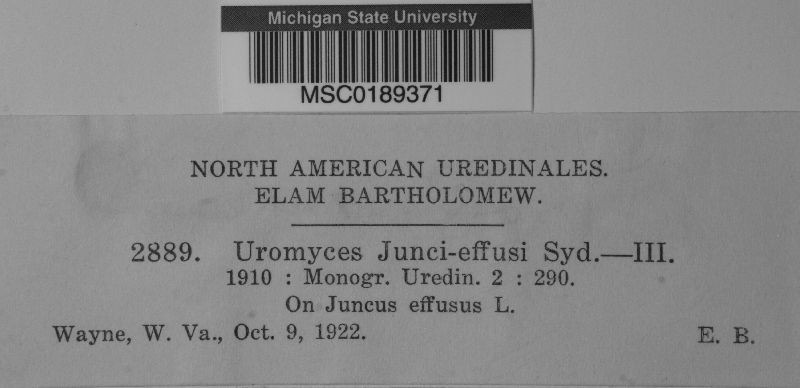 Michigan State University
MSC0189371
NORTH AMERICAN UREDINALES.
ELAM BARTHOLOMEW.
2889. Uromyces Junci-effusi Syd.—III.
1910 : Monogr. Uredin. 2 : 290.
On Juncus effusus L.
Wayne, W. Va., Oct. 9, 1922. E. B.